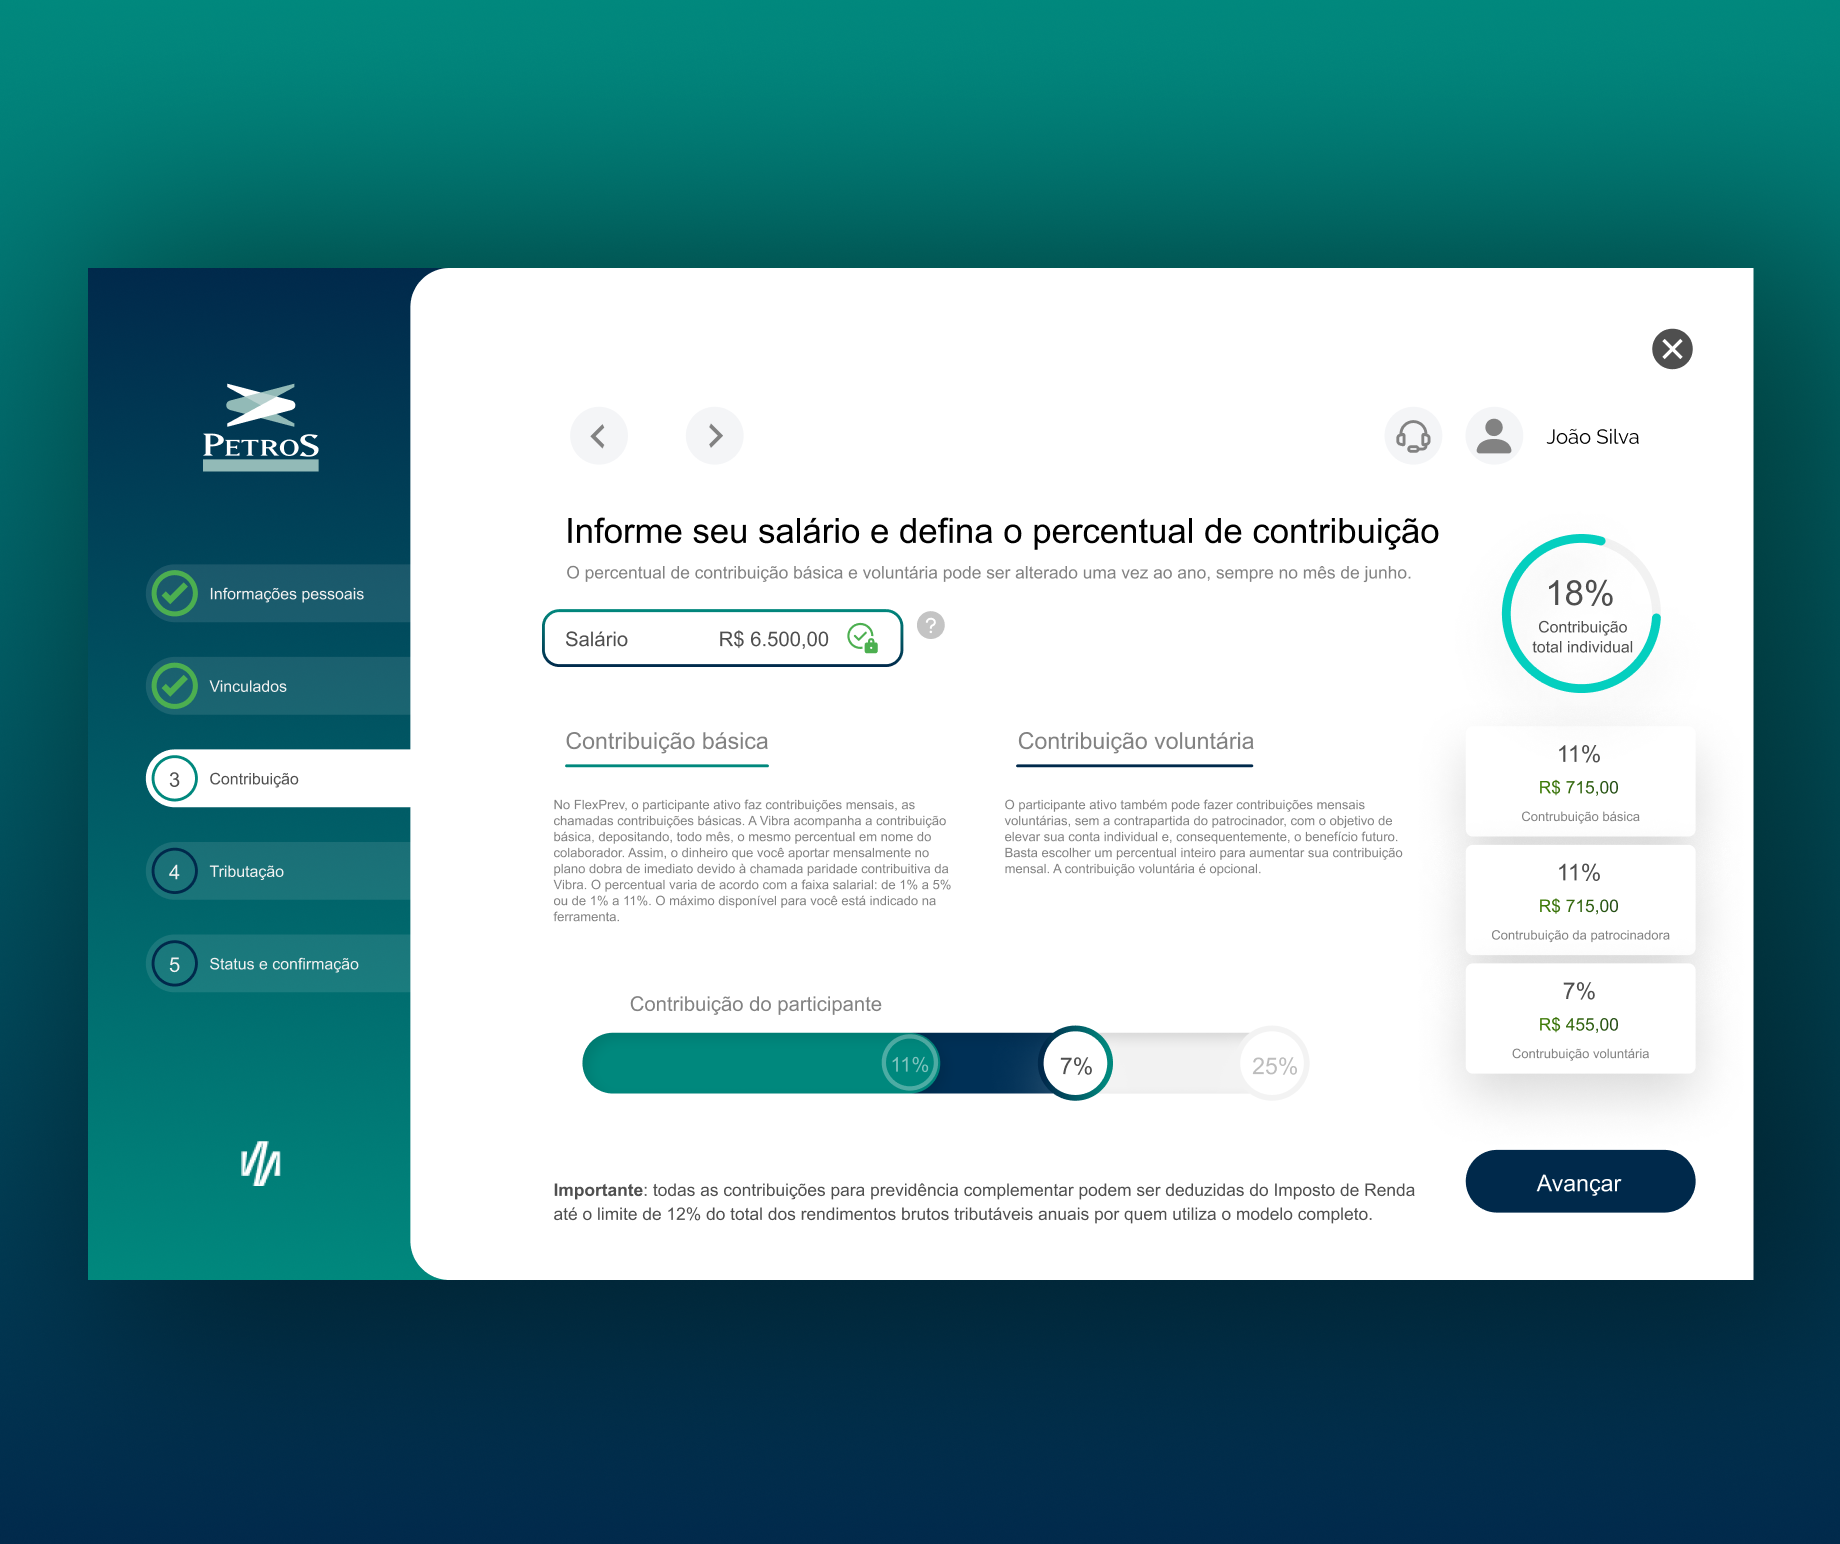 PETROS
Informações pessoais
Vinculados
3
Contribuição
4
Tributação
5
Status e confirmação
João Silva
Informe seu salário e defina o percentual de contribuição
O percentual de contribuição básica e voluntária pode ser alterado uma vez ao ano, sempre no mês de junho.
Salário R$ 6.500,00
?
Contribuição básica
No FlexPrev, o participante ativo faz contribuições mensais, as
chamadas contribuições básicas. A Vibra acompanha a contribuição
básica, depositando, todo mês, o mesmo percentual em nome do
colaborador. Assim, o dinheiro que você aportar mensalmente no
plano dobra de imediato devido à chamada paridade contribuitiva da
Vibra. O percentual varia de acordo com a faixa salarial: de 1% a 5%
ou de 1% a 11%. O máximo disponível para você está indicado na
ferramenta.
Contribuição voluntária
O participante ativo também pode fazer contribuições mensais
voluntárias, sem a contrapartida do patrocinador, com o objetivo de
elevar sua conta individual e, consequentemente, o benefício futuro.
Basta escolher um percentual inteiro para aumentar sua contribuição
mensal. A contribuição voluntária é opcional.
Contribuição do participante
11% 7% 25%
Importante: todas as contribuições para previdência complementar podem ser deduzidas do Imposto de Renda
até o limite de 12% do total dos rendimentos brutos tributáveis anuais por quem utiliza o modelo completo.
18%
Contribuição
total individual
11%
R$ 715,00
Contrubuição básica
11%
R$ 715,00
Contrubuição da patrocinadora
7%
R$ 455,00
Contrubuição voluntária
Avançar